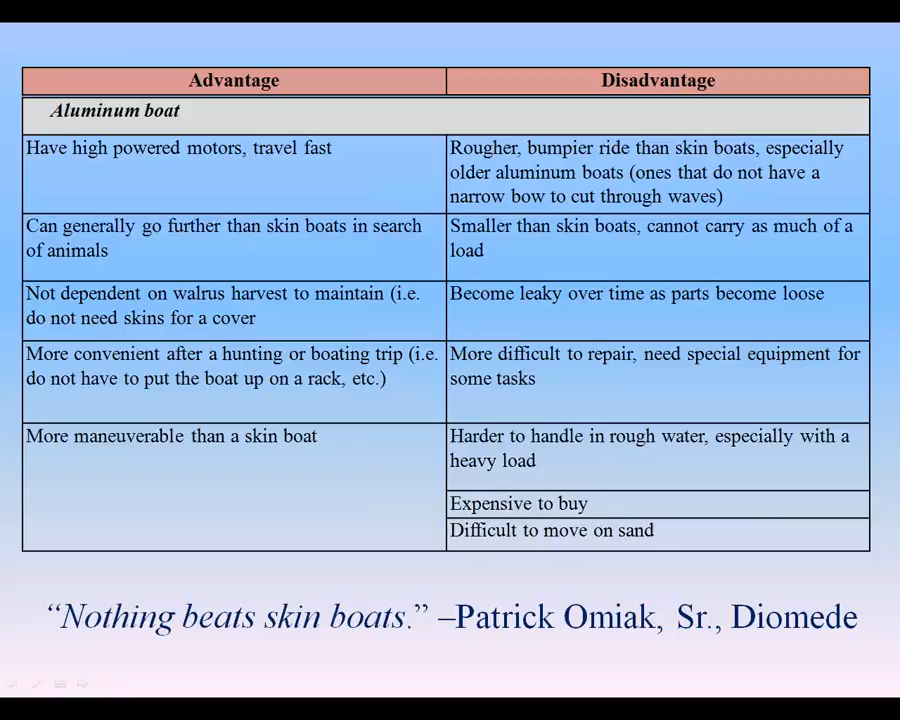 Advantage Disadvantage
Aluminum boat
Have high powered motors, travel fast
Rougher, bumpier ride than skin boats, especially
older aluminum boats (ones that do not have a
narrow bow to cut through waves)
Can generally go further than skin boats in search
of animals
Smaller than skin boats, cannot carry as much of a
load
Not dependent on walrus harvest to maintain (i.e.
do not need skins for a cover
Become leaky over time as parts become loose
More convenient after a hunting or boating trip (i.e.
do not have to put the boat up on a rack, etc.)
More difficult to repair, need special equipment for
some tasks
More maneuverable than a skin boat
Harder to handle in rough water, especially with a
heavy load
Expensive to buy
Difficult to move on sand
“Nothing beats skin boats.” –Patrick Omiak, Sr., Diomede